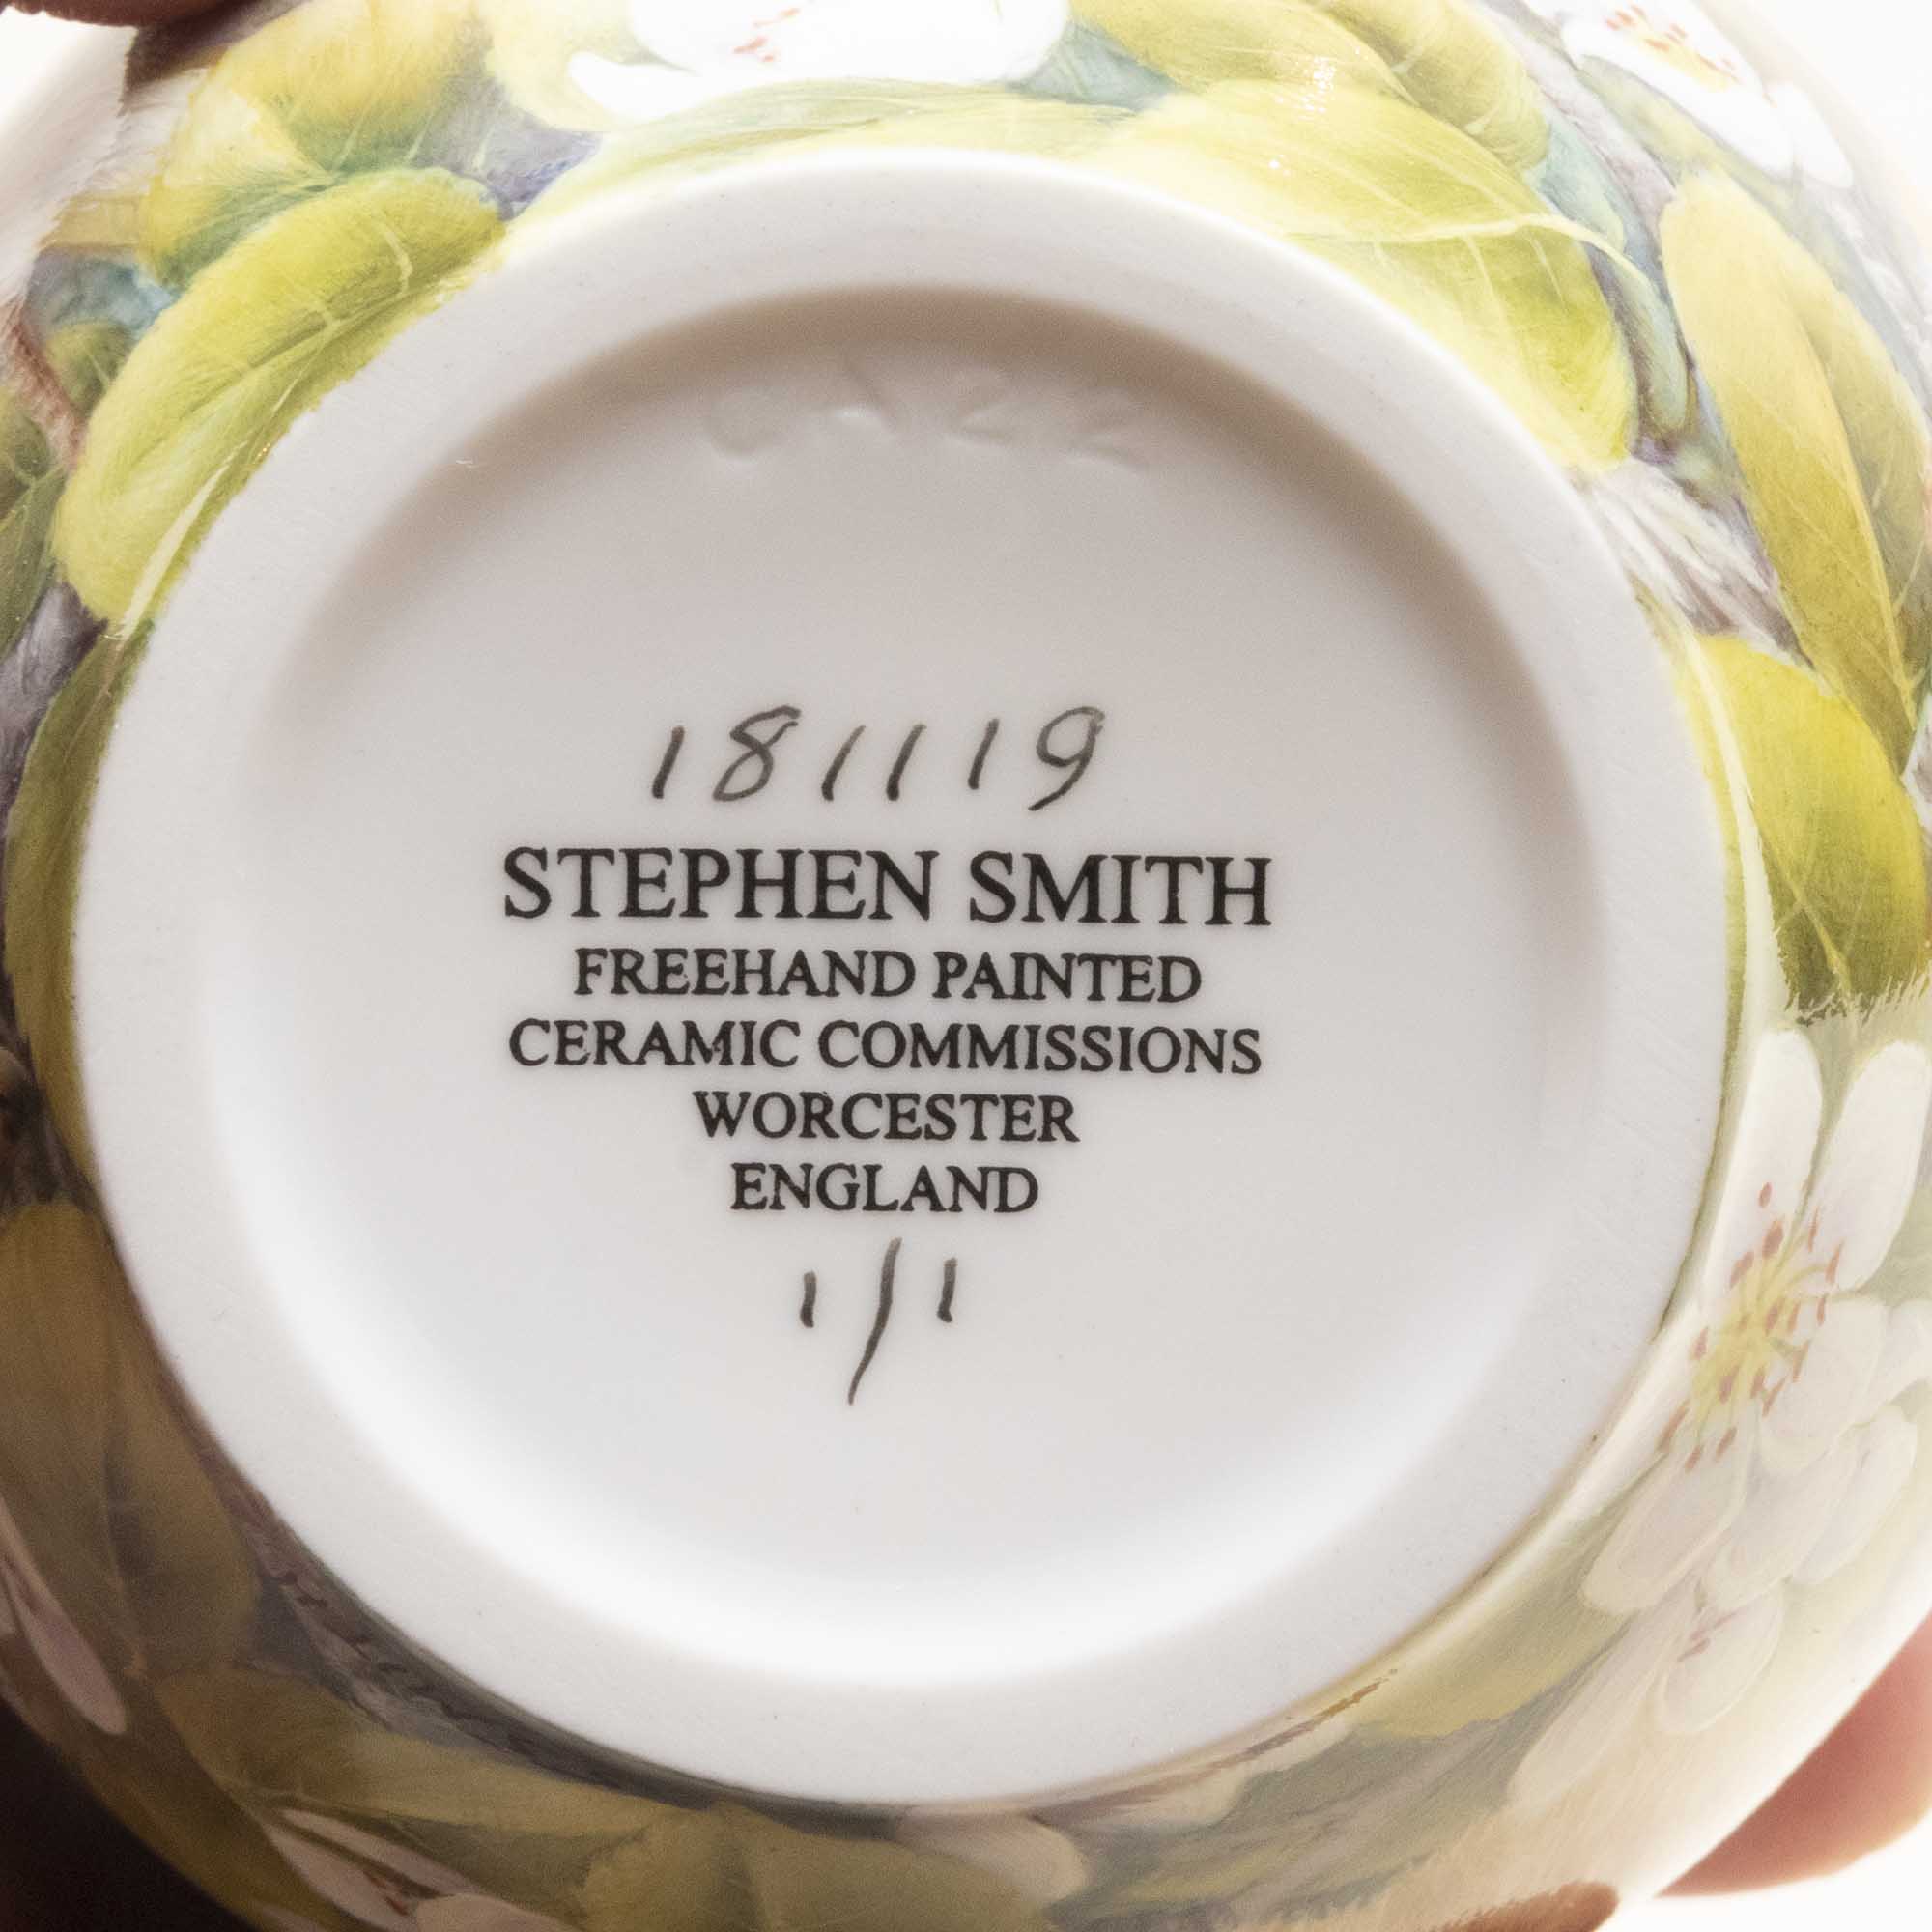 181119
STEPHEN SMITH
FREEHAND PAINTED
CERAMIC COMMISSIONS
WORCESTER
ENGLAND
1/1